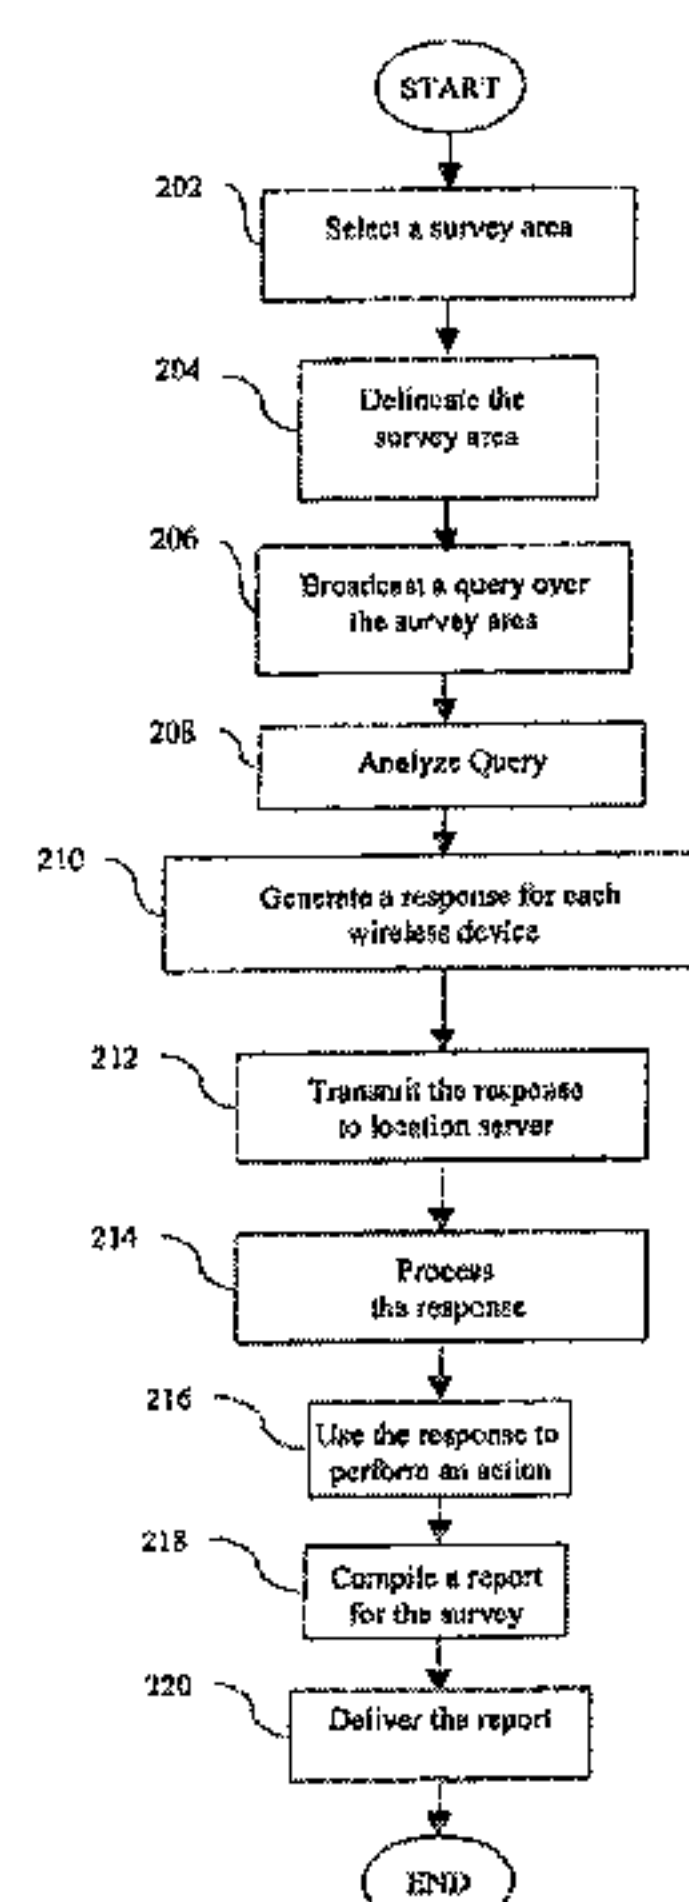 START
202
Select a survey area
204
Delineate the
survey area
206
Broadcast a query over
the survey area
208
Analyze Query
210
Generate a response for each
wireless device
212
Transmit the response
to location server
214
Process
the response
216
Use the response to
perform an action
218
Compile a report
for the survey
220
Deliver the report
END